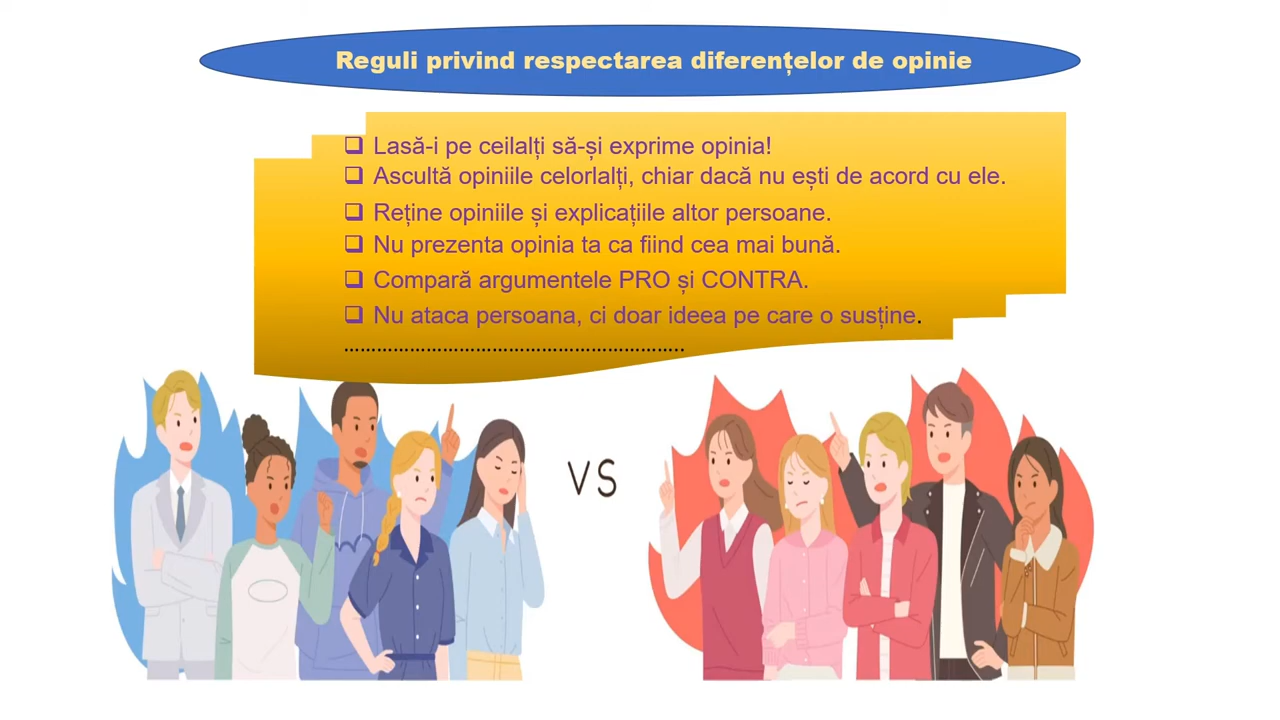 Reguli privind respectarea diferențelor de opinie
❑ Lasă-i pe ceilalți să-și exprime opinia!
❑ Ascultă opiniile celorlalți, chiar dacă nu ești de acord cu ele.
❑ Reține opiniile și explicațiile altor persoane.
❑ Nu prezenta opinia ta ca fiind cea mai bună.
❑ Compară argumentele PRO și CONTRA.
❑ Nu ataca persoana, ci doar ideea pe care o susține.
……………………………………………………..
VS